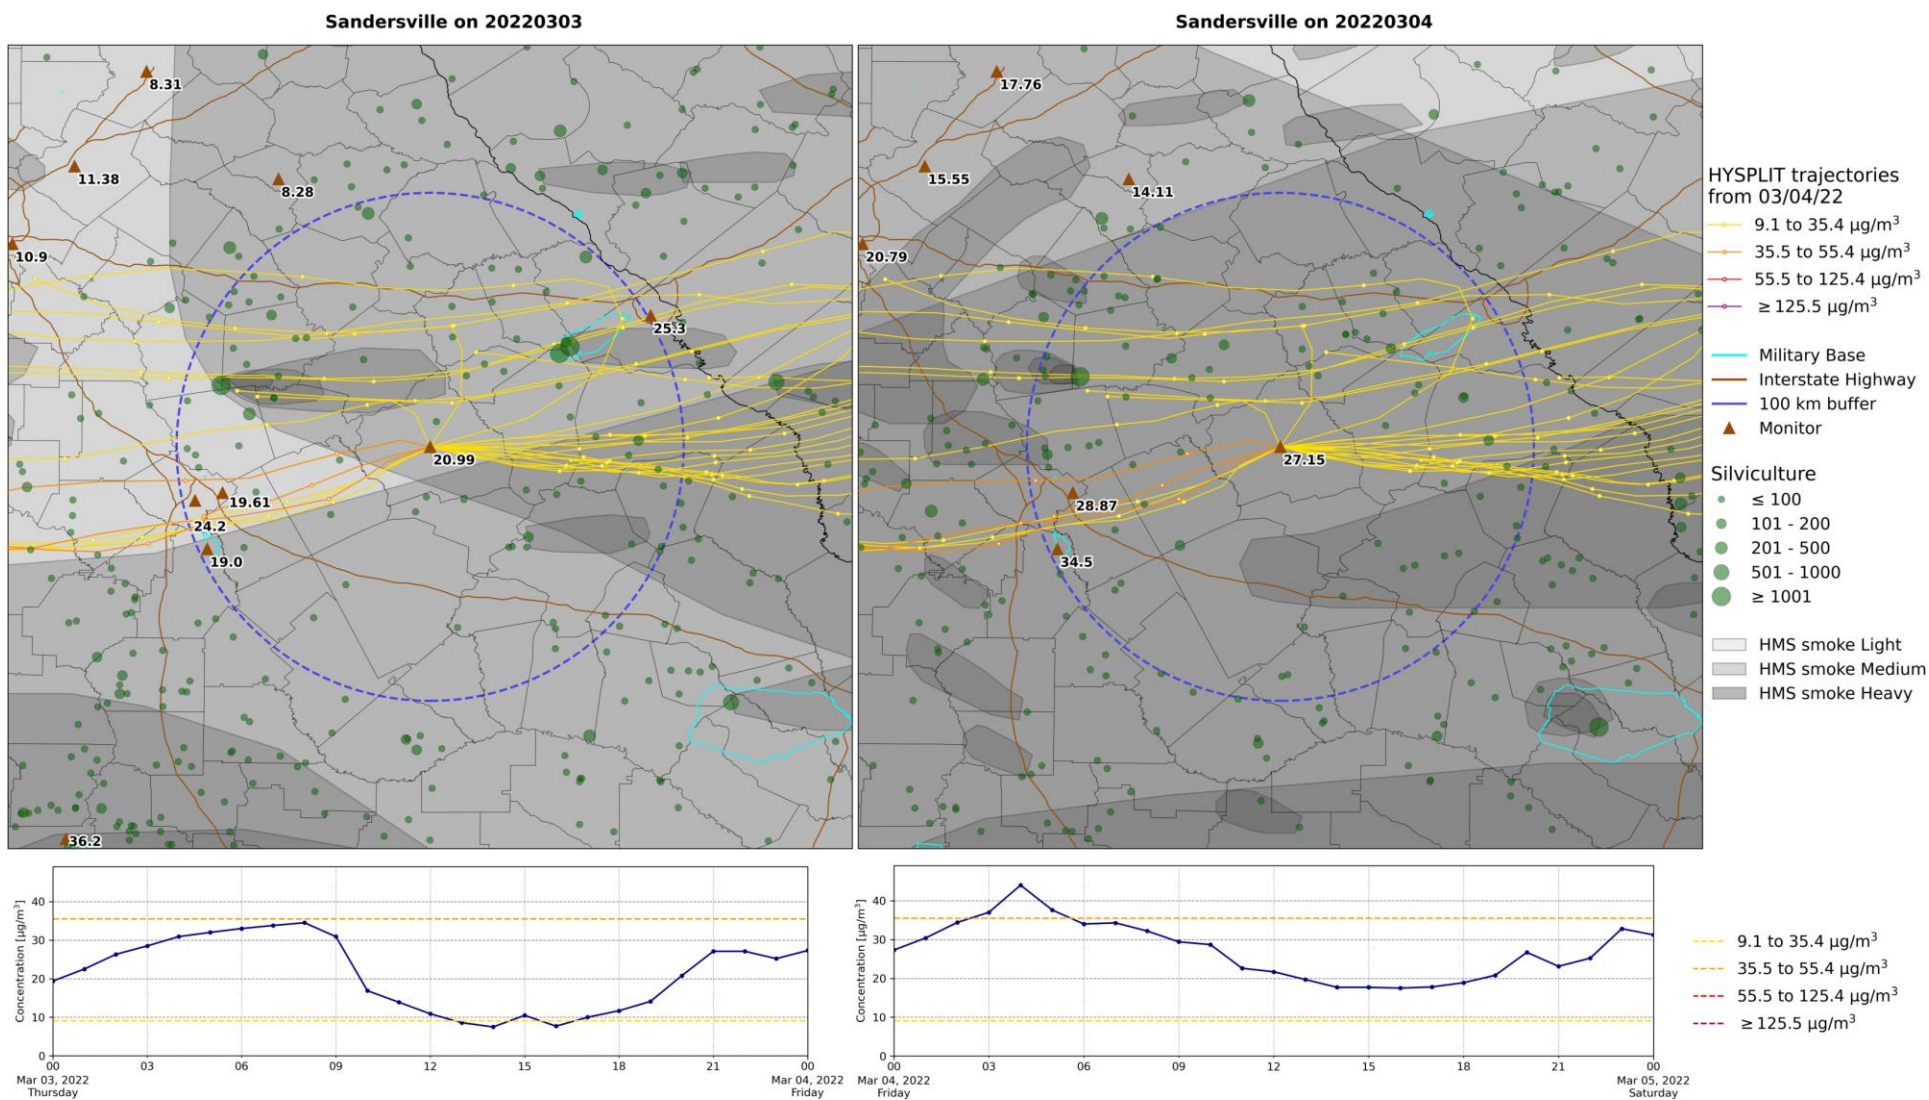 Sandersville on 20220303
Sandersville on 20220304
8.31
11.38
8.28
10.9
25.3
20.99
19.61
24.2
19.0
36.2
17.76
15.55
14.11
20.79
27.15
28.87
34.5
HYSPLIT trajectories
from 03/04/22
9.1 to 35.4 μg/m³
35.5 to 55.4 μg/m³
55.5 to 125.4 μg/m³
≥ 125.5 μg/m³
Military Base
Interstate Highway
100 km buffer
Monitor
Silviculture
≤ 100
101 - 200
201 - 500
501 - 1000
≥ 1001
HMS smoke Light
HMS smoke Medium
HMS smoke Heavy
Concentration [μg/m³]
40
30
20
10
0
00 03 06 09 12 15 18 21 00
Mar 03, 2022 Mar 04, 2022
Thursday Friday
Concentration [μg/m³]
40
30
20
10
0
00 03 06 09 12 15 18 21 00
Mar 04, 2022 Mar 05, 2022
Friday Saturday
9.1 to 35.4 μg/m³
35.5 to 55.4 μg/m³
55.5 to 125.4 μg/m³
≥ 125.5 μg/m³